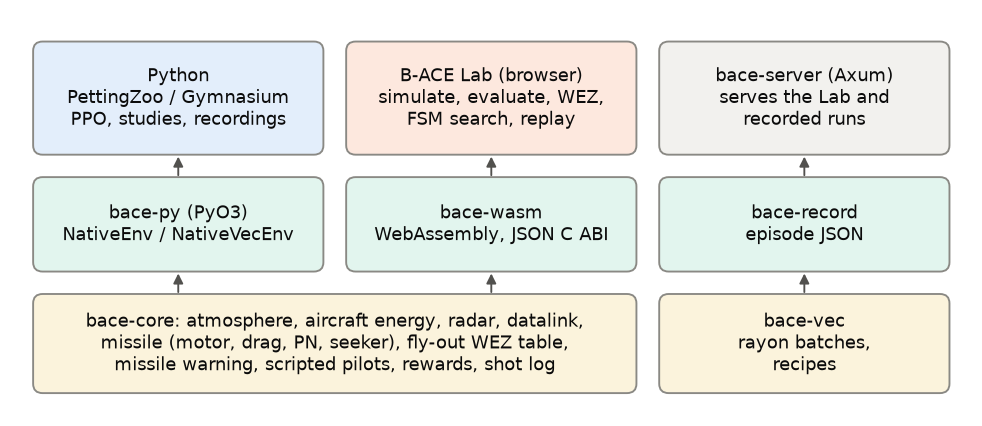 Python
PettingZoo / Gymnasium
PPO, studies, recordings
B-ACE Lab (browser)
simulate, evaluate, WEZ,
FSM search, replay
bace-server (Axum)
serves the Lab and
recorded runs
bace-py (PyO3)
NativeEnv / NativeVecEnv
bace-wasm
WebAssembly, JSON C ABI
bace-record
episode JSON
bace-core: atmosphere, aircraft energy, radar, datalink,
missile (motor, drag, PN, seeker), fly-out WEZ table,
missile warning, scripted pilots, rewards, shot log
bace-vec
rayon batches,
recipes